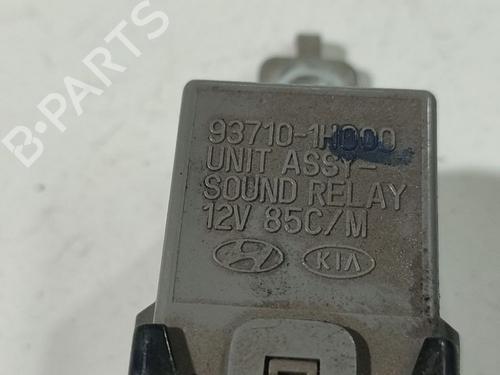 B-PARTS
93710-1H000
UNIT ASSY-
SOUND RELAY
12V 85C/M
KIA